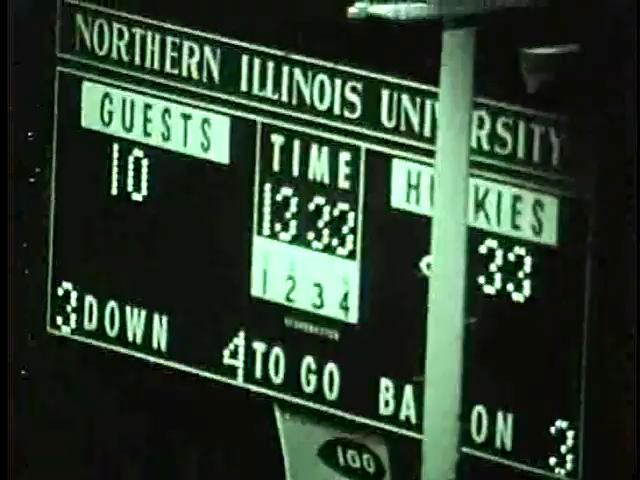 NORTHERN ILLINOIS UNI RSITY
GUESTS TIME H KIES
10 13 33 33
1 2 3 4
3 DOWN 4 TO GO BA ON 3
100